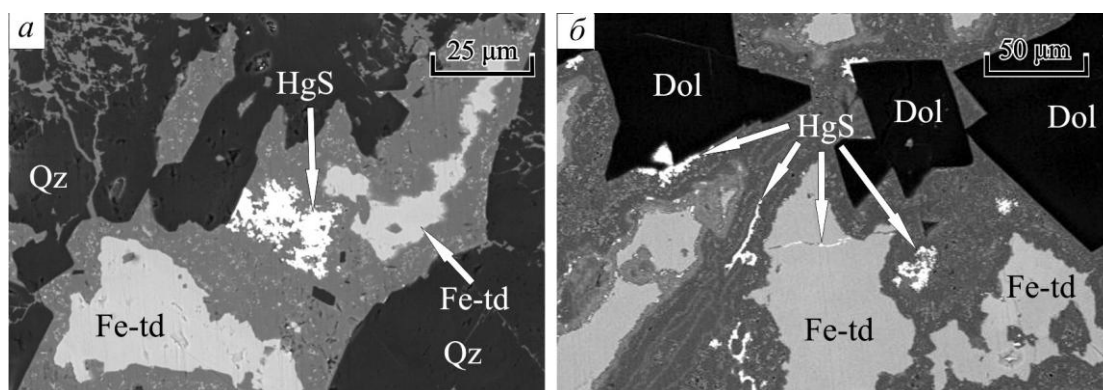 а
25 μm
HgS
Qz
Fe-td
Fe-td
Qz
б
50 μm
Dol
Dol
Dol
HgS
Fe-td
Fe-td